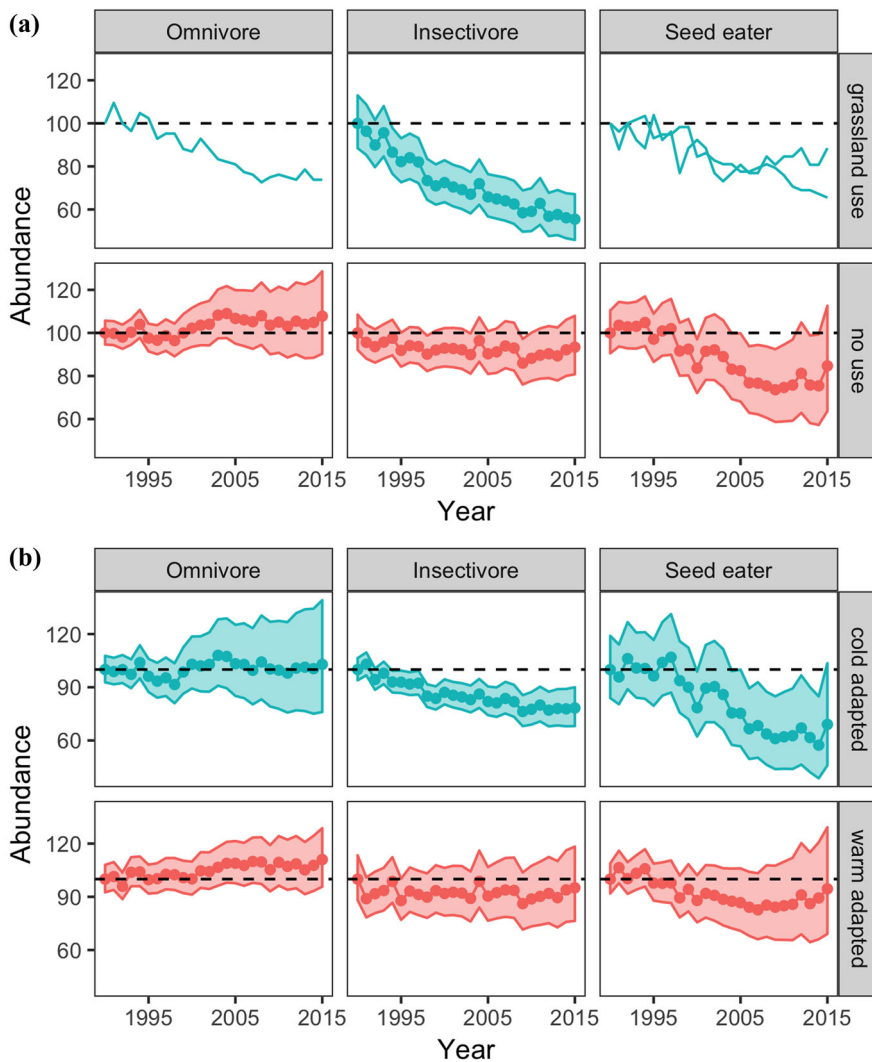 (a)
Omnivore Insectivore Seed eater
120
100
80
60
grassland use
120
100
80
60
no use
Abundance
1995 2005 2015 1995 2005 2015 1995 2005 2015
Year
(b)
Omnivore Insectivore Seed eater
120
90
60
cold adapted
120
90
60
warm adapted
Abundance
1995 2005 2015 1995 2005 2015 1995 2005 2015
Year